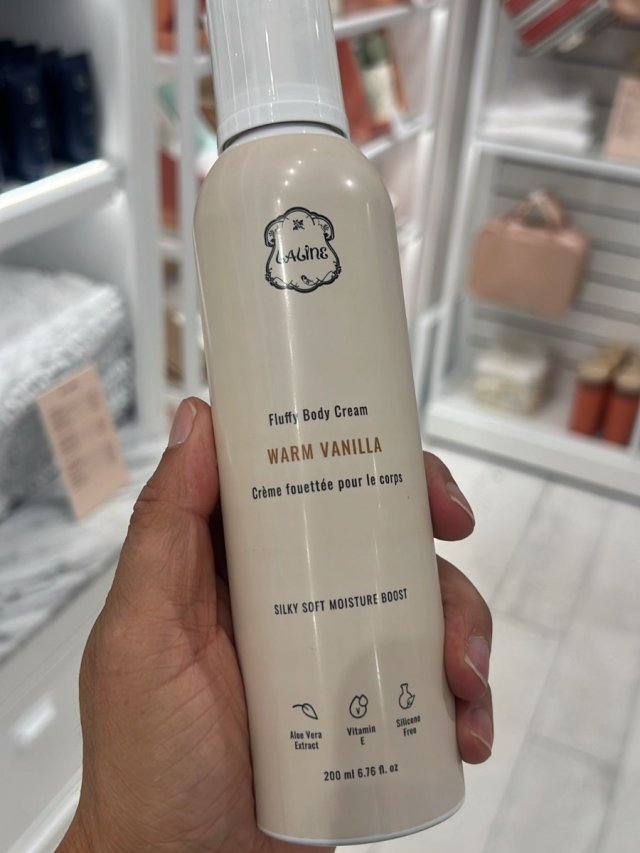 LALINE
Fluffy Body Cream
WARM VANILLA
Crème fouettée pour le corps
SILKY SOFT MOISTURE BOOST
Aloe Vera
Extract
Vitamin
E
Silicone
Free
200 ml 6.76 fl. oz